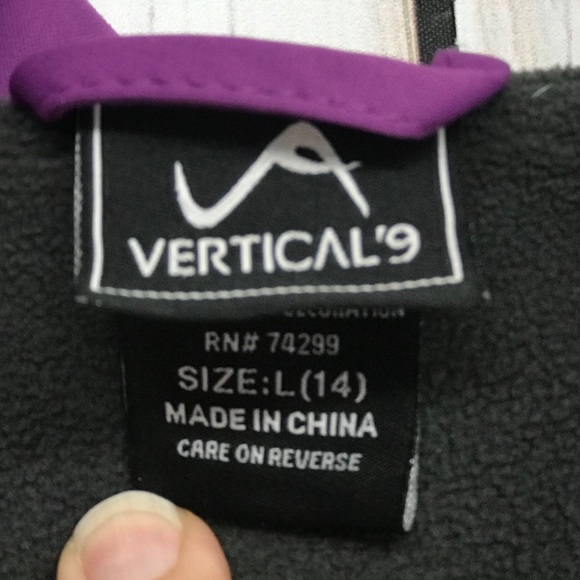 VERTICAL'9
RN# 74299
SIZE:L(14)
MADE IN CHINA
CARE ON REVERSE